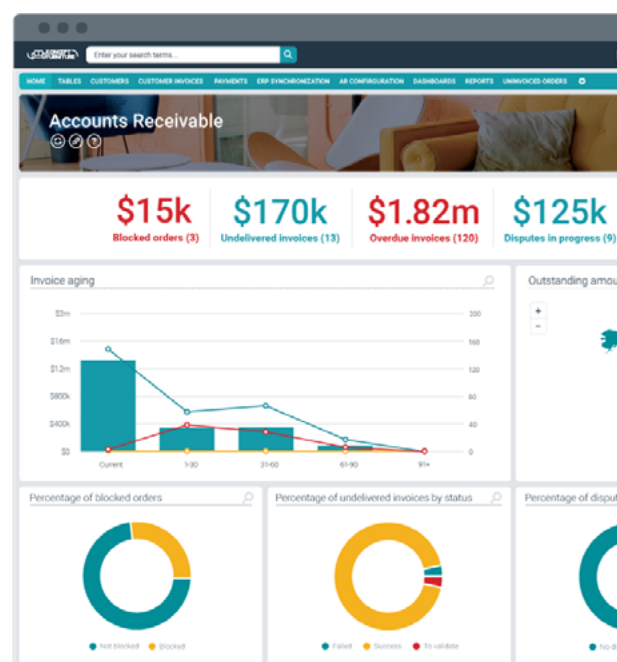 Enter your search terms...
HOME TABLES CUSTOMERS CUSTOMER INVOICES PAYMENTS ERP SYNCHRONIZATION AR CONFIRGURATION DASHBOARDS REPORTS UNINVOICED ORDERS
Accounts Receivable
?
$15k $170k $1.82m $125k
Blocked orders (3) Undelivered invoices (13) Overdue invoices (120) Disputes in progress (9)
Invoice aging
$2m 200
$1.6m 160
$1.2m 120
$800k 80
$400k 40
$0 0
Current 1-30 31-60 61-90 91+
Outstanding amou
+
-
Percentage of blocked orders
Not blocked Blocked
Percentage of undelivered invoices by status
Failed Success To validate
Percentage of disput
No di